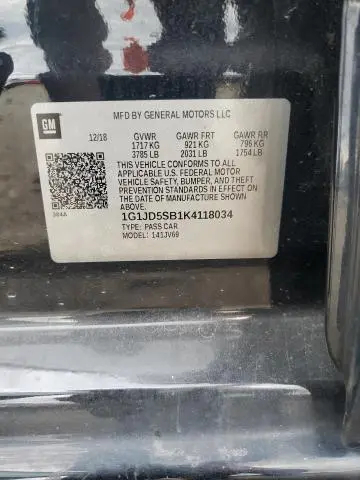 GM
MFD BY GENERAL MOTORS LLC
12/18 GVWR GAWR FRT GAWR RR
1717 KG 921 KG 796 KG
3785 LB 2031 LB 1754 LB
THIS VEHICLE CONFORMS TO ALL
APPLICABLE U.S. FEDERAL MOTOR
VEHICLE SAFETY, BUMPER, AND THEFT
PREVENTION STANDARDS IN EFFECT ON
THE DATE OF MANUFACTURE SHOWN ABOVE.
384A
1G1JD5SB1K4118034
TYPE: PASS CAR
MODEL: 141JV69